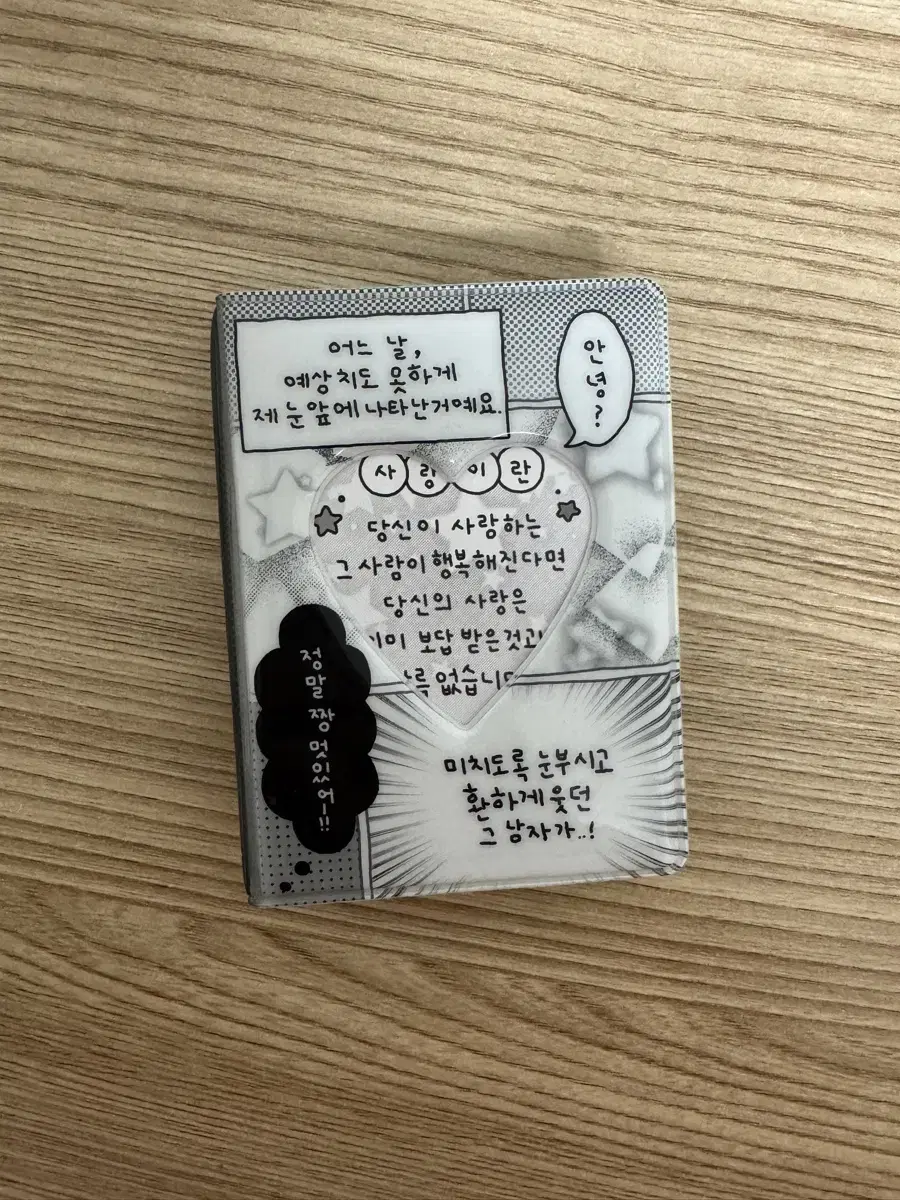 어느 날,
예상치도 못하게
제 눈앞에 나타난거예요.
안녕?
사랑이란
당신이 사랑하는
그 사람이 행복해진다면
당신의 사랑은
보답 받은것
없습니다
정말 짱 멋있어!!
미치도록 눈부시고
환하게 웃던
그 남자가..!